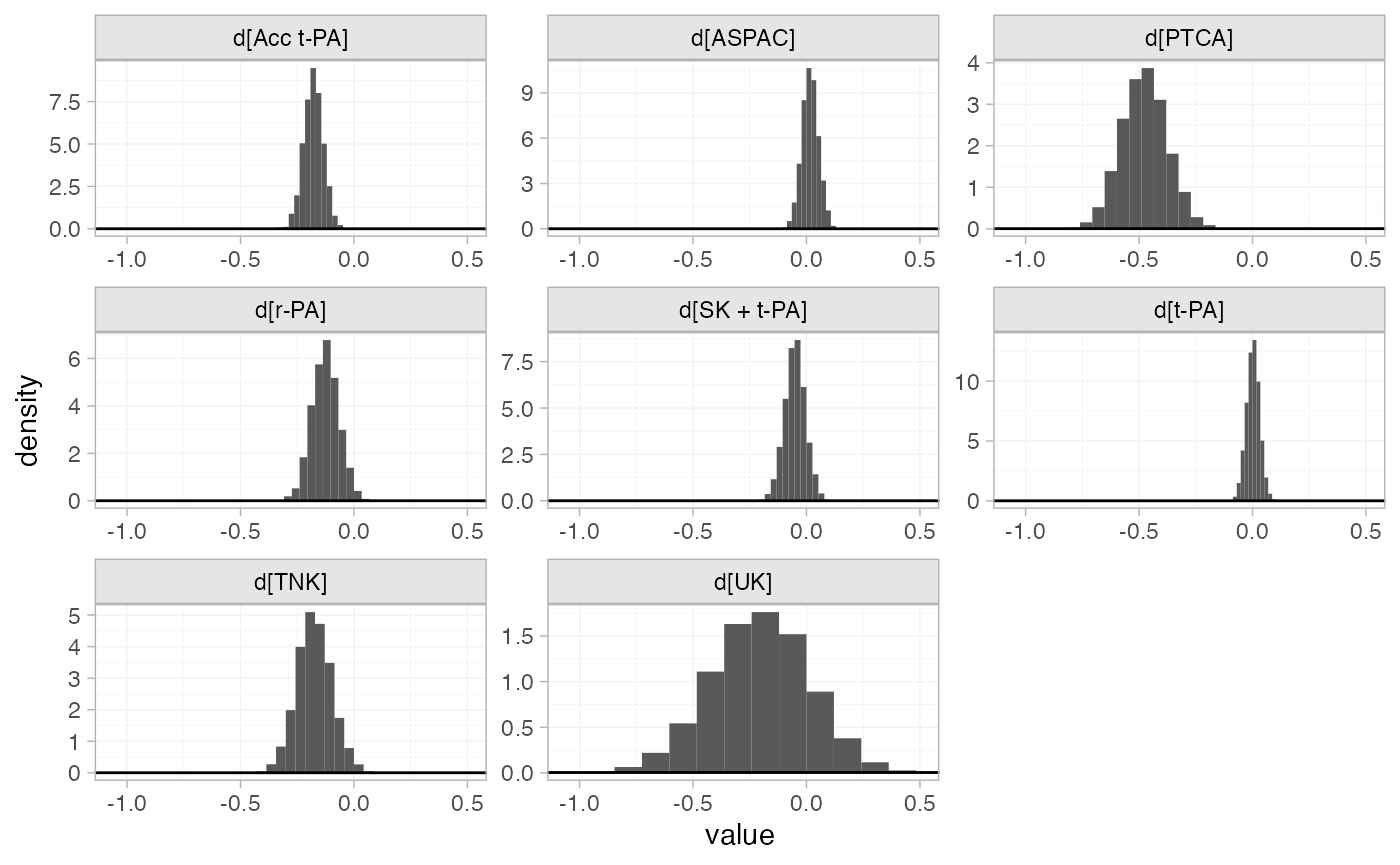 d[Acc t-PA] d[ASPAC] d[PTCA]
7.5 9 4
5.0 6 3
2.5 3 2
0.0 0 1
0
-1.0 -0.5 0.0 0.5 -1.0 -0.5 0.0 0.5 -1.0 -0.5 0.0 0.5
d[r-PA] d[SK + t-PA] d[t-PA]
6 7.5 10
4 5.0 5
2 2.5 0
0 0.0
-1.0 -0.5 0.0 0.5 -1.0 -0.5 0.0 0.5 -1.0 -0.5 0.0 0.5
density
d[TNK] d[UK]
5 1.5
4 1.0
3 0.5
2 0.0
1
0
-1.0 -0.5 0.0 0.5 -1.0 -0.5 0.0 0.5
value